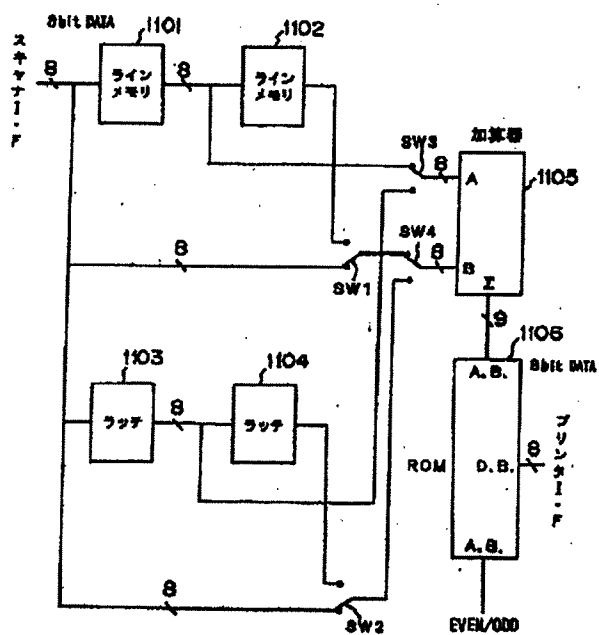 8bit DATA
1101
1102
スキャナI・F
8
ライン
メモリ
8
ライン
メモリ
SW3
加算器
8
A
1105
SW4
8
8
B
SW1
Σ
9
1106
A.B.
8bit DATA
1103
1104
ラッチ
8
ラッチ
ROM
D.B.
8
プリンタI・F
A.B.
8
SW2
EVEN/ODD